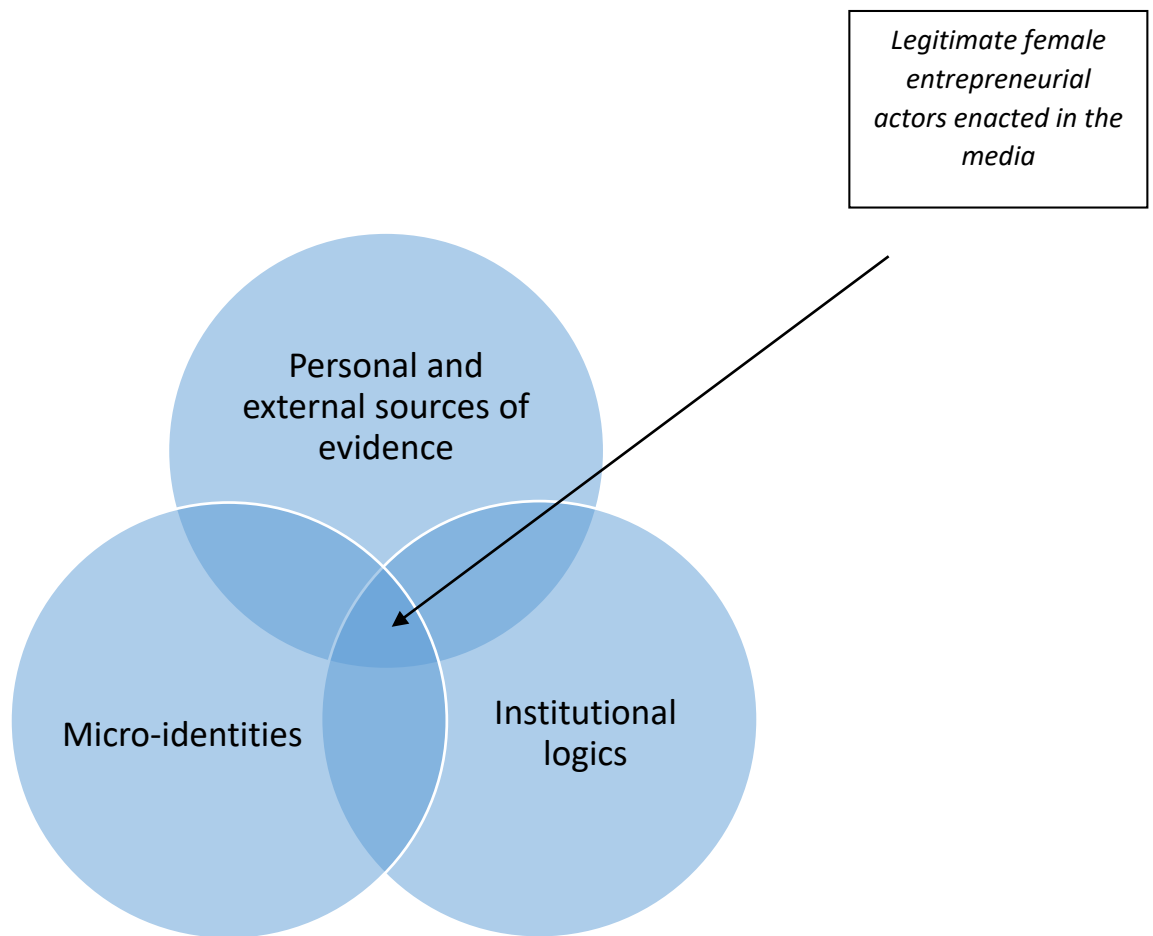 Legitimate female
entrepreneurial
actors enacted in the
media
Personal and
external sources of
evidence
Micro-identities
Institutional
logics